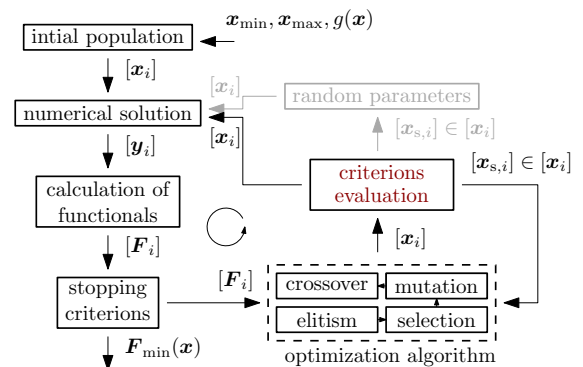 x_min, x_max, g(x)
intial population
[x_i]
[x_i]
random parameters
numerical solution
[x_i]
[x_s,i] ∈ [x_i]
[y_i]
criterions
evaluation
[x_s,i] ∈ [x_i]
calculation of
functionals
[x_i]
[F_i]
stopping
criterions
[F_i]
crossover
mutation
elitism
selection
F_min(x)
optimization algorithm